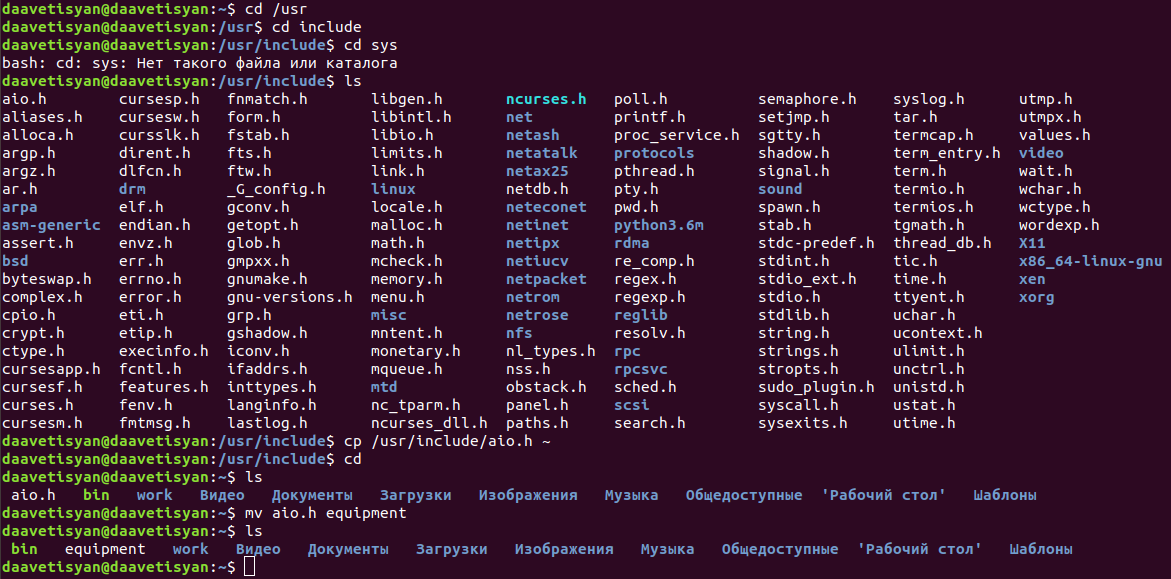 daavetisyan@daavetisyan:~$ cd /usr
daavetisyan@daavetisyan:/usr$ cd include
daavetisyan@daavetisyan:/usr/include$ cd sys
bash: cd: sys: Нет такого файла или каталога
daavetisyan@daavetisyan:/usr/include$ ls
aio.h cursesp.h fnmatch.h libgen.h ncurses.h poll.h semaphore.h syslog.h utmp.h
aliases.h cursesw.h form.h libintl.h net printf.h setjmp.h tar.h utmpx.h
alloca.h cursslk.h fstab.h libio.h netash proc_service.h sgtty.h termcap.h values.h
argp.h dirent.h fts.h limits.h netatalk protocols shadow.h term_entry.h video
argz.h dlfcn.h ftw.h link.h netax25 pthread.h signal.h term.h wait.h
ar.h drm _G_config.h linux netdb.h pty.h sound termio.h wchar.h
arpa elf.h gconv.h locale.h neteconet pwd.h spawn.h termios.h wctype.h
asm-generic endian.h getopt.h malloc.h netinet python3.6m stab.h tgmath.h wordexp.h
assert.h envz.h glob.h math.h netipx rdma stdc-predef.h thread_db.h X11
bsd err.h gmpxx.h mcheck.h netiucv re_comp.h stdint.h tic.h x86_64-linux-gnu
byteswap.h errno.h gnumake.h memory.h netpacket regex.h stdio_ext.h time.h xen
complex.h error.h gnu-versions.h menu.h netrom regexp.h stdio.h ttyent.h xorg
cpio.h eti.h grp.h misc netrose reglib stdlib.h uchar.h
crypt.h etip.h gshadow.h mntent.h nfs resolv.h string.h ucontext.h
ctype.h execinfo.h iconv.h monetary.h nl_types.h rpc strings.h ulimit.h
cursesapp.h fcntl.h ifaddrs.h mqueue.h nss.h rpcsvc stropts.h unctrl.h
cursesf.h features.h inttypes.h mtd obstack.h sched.h sudo_plugin.h unistd.h
curses.h fenv.h langinfo.h nc_tparm.h panel.h scsi syscall.h ustat.h
cursesm.h fmtmsg.h lastlog.h ncurses_dll.h paths.h search.h sysexits.h utime.h
daavetisyan@daavetisyan:/usr/include$ cp /usr/include/aio.h ~
daavetisyan@daavetisyan:/usr/include$ cd
daavetisyan@daavetisyan:~$ ls
aio.h bin work Видео Документы Загрузки Изображения Музыка Общедоступные 'Рабочий стол' Шаблоны
daavetisyan@daavetisyan:~$ mv aio.h equipment
daavetisyan@daavetisyan:~$ ls
bin equipment work Видео Документы Загрузки Изображения Музыка Общедоступные 'Рабочий стол' Шаблоны
daavetisyan@daavetisyan:~$